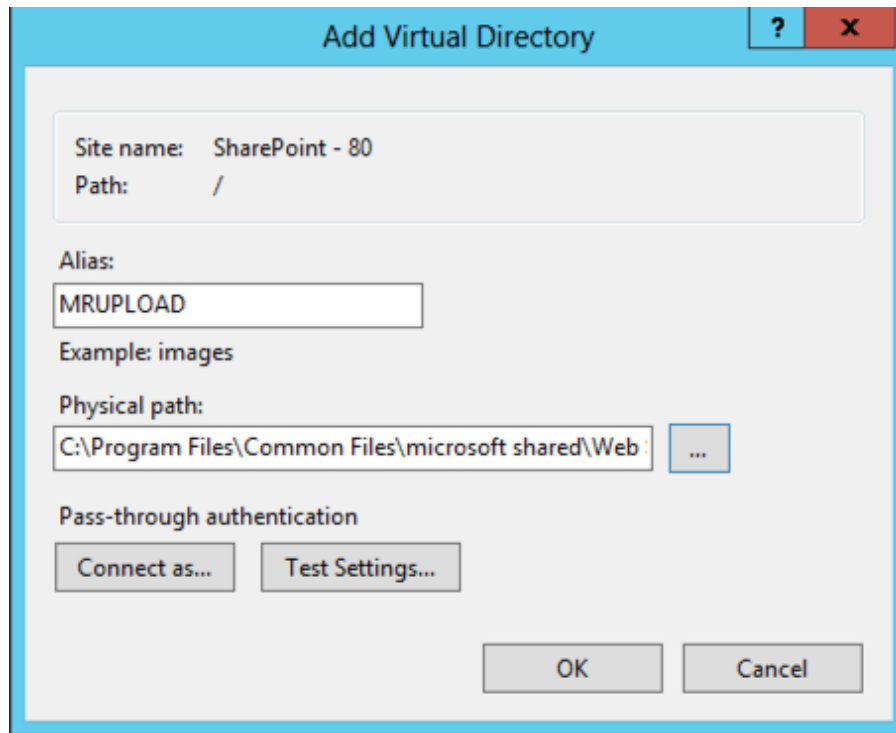 Add Virtual Directory
?
x
Site name: SharePoint - 80
Path: /
Alias:
MRUPLOAD
Example: images
Physical path:
C:\Program Files\Common Files\microsoft shared\Web
...
Pass-through authentication
Connect as...
Test Settings...
OK
Cancel